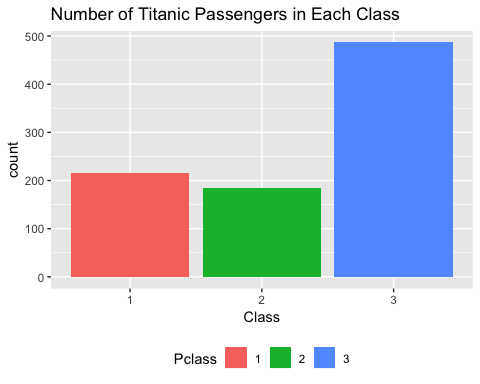 Number of Titanic Passengers in Each Class
500
400
300
200
100
0
count
1 2 3
Class
Pclass 1 2 3